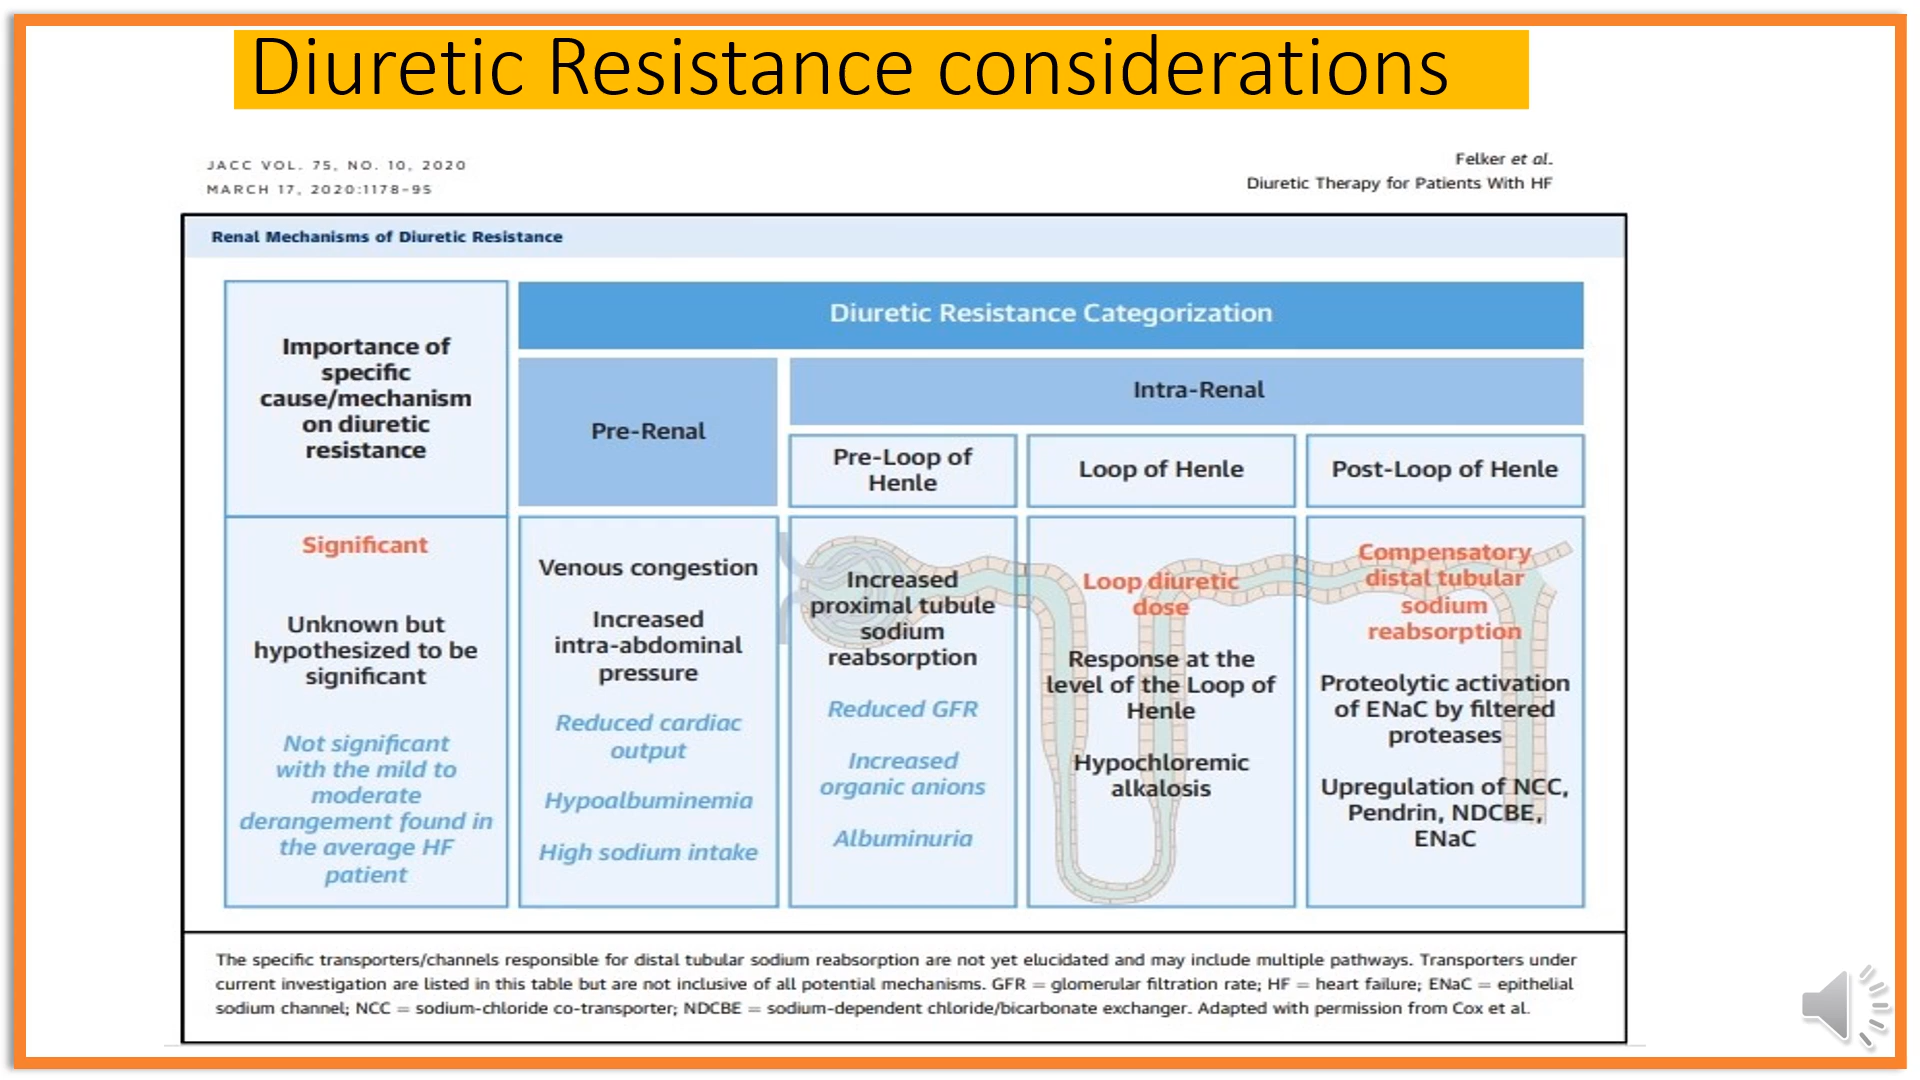 Diuretic Resistance considerations
JACC VOL. 75, NO. 10, 2020
MARCH 17, 2020:1178–95
Felker et al.
Diuretic Therapy for Patients With HF
Renal Mechanisms of Diuretic Resistance
Importance of
specific
cause/mechanism
on diuretic
resistance
Diuretic Resistance Categorization
Pre-Renal
Intra-Renal
Pre-Loop of
Henle
Loop of Henle
Post-Loop of Henle
Significant
Unknown but
hypothesized to be
significant
Not significant
with the mild to
moderate
derangement found in
the average HF
patient
Venous congestion
Increased
intra-abdominal
pressure
Reduced cardiac
output
Hypoalbuminemia
High sodium intake
Increased
proximal tubule
sodium
reabsorption
Reduced GFR
Increased
organic anions
Albuminuria
Loop diuretic
dose
Response at the
level of the Loop of
Henle
Hypochloremic
alkalosis
Compensatory
distal tubular
sodium
reabsorption
Proteolytic activation
of ENaC by filtered
proteases
Upregulation of NCC,
Pendrin, NDCBE,
ENaC
The specific transporters/channels responsible for distal tubular sodium reabsorption are not yet elucidated and may include multiple pathways. Transporters under
current investigation are listed in this table but are not inclusive of all potential mechanisms. GFR = glomerular filtration rate; HF = heart failure; ENaC = epithelial
sodium channel; NCC = sodium-chloride co-transporter; NDCBE = sodium-dependent chloride/bicarbonate exchanger. Adapted with permission from Cox et al.